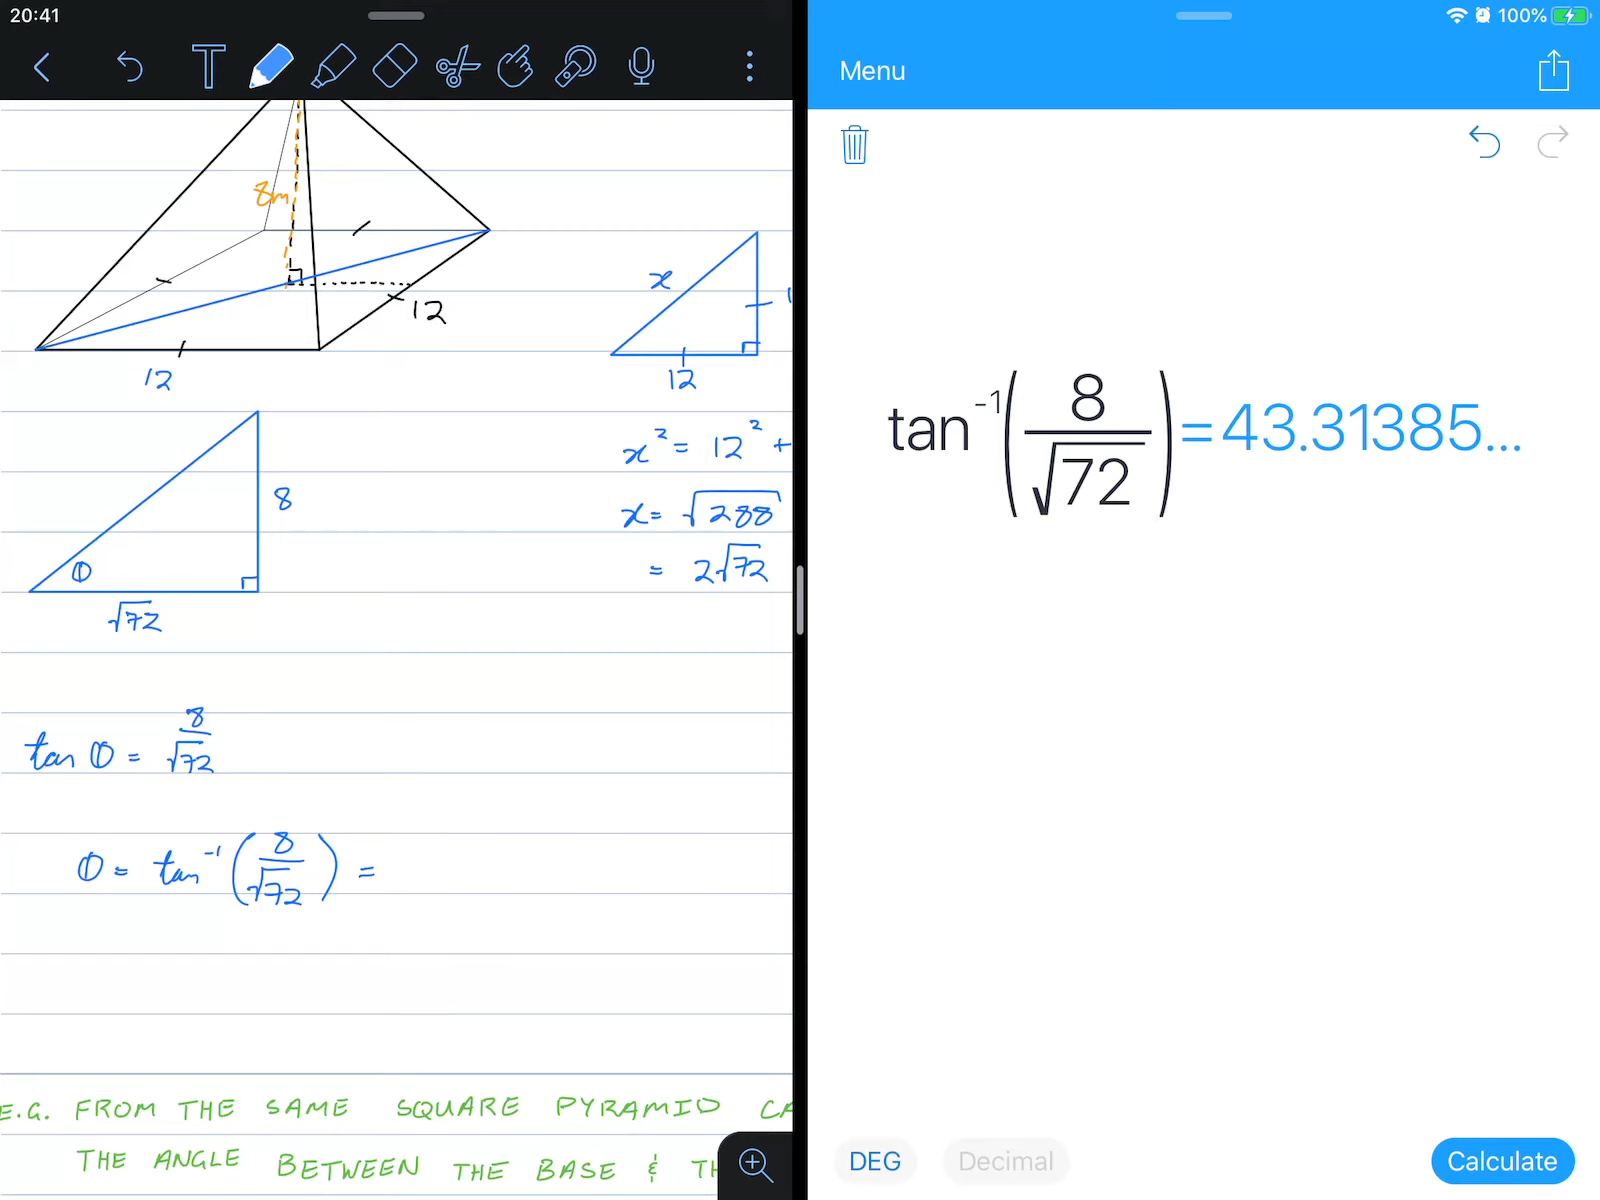 20:41
100%
Menu
8m
12
12
x
12
8
θ
√72
x² = 12² +
x = √288
= 2√72
tan θ = 8/√72
θ = tan⁻¹(8/√72) =
E.G. FROM THE SAME SQUARE PYRAMID
THE ANGLE BETWEEN THE BASE &
tan⁻¹(8/√72)=43.31385...
DEG
Decimal
Calculate